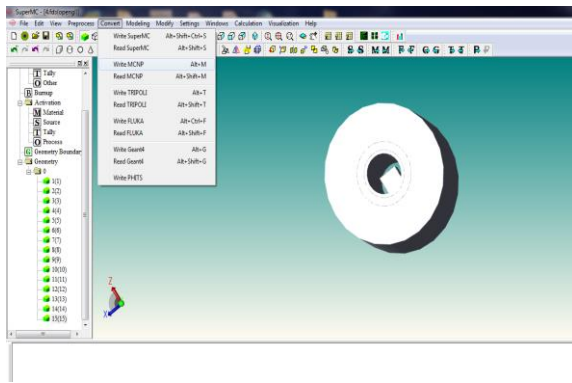 SuperMC - [4/ds(opengl)]
File Edit View Preprocess Convert Modeling Modify Settings Windows Calculation Visualization Help
Write SuperMC Alt+Shift+Ctrl+S
Read SuperMC Alt+Shift+S
Write MCNP Alt+M
Read MCNP Alt+Shift+M
Write TRIPOLI Alt+T
Read TRIPOLI Alt+Shift+T
Write FLUKA Alt+Ctrl+F
Read FLUKA Alt+Shift+F
Write Geant4 Alt+G
Read Geant4 Alt+Shift+G
Write PHITS
T Tally
O Other
B Burnup
Activation
M Material
S Source
T Tally
O Process
G Geometry Boundar
Geometry
0
1(1)
2(2)
3(3)
4(4)
5(5)
6(6)
7(7)
8(8)
9(9)
10(10)
11(11)
12(12)
13(13)
14(14)
15(15)
Z
X